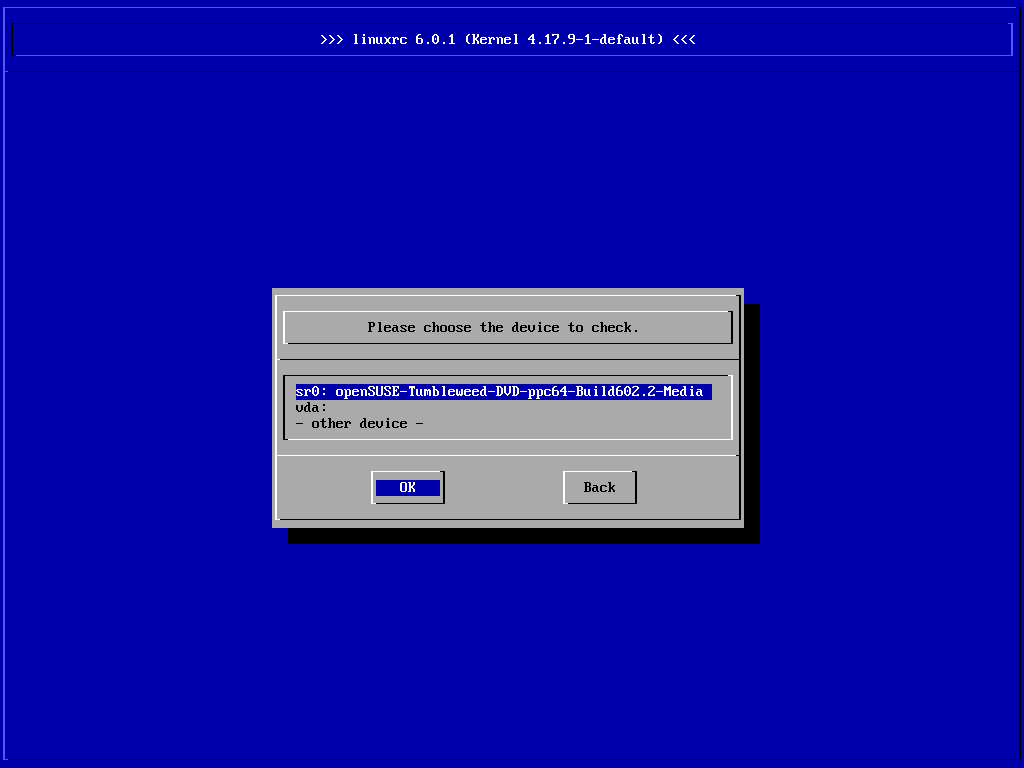 >>> linuxrc 6.0.1 (Kernel 4.17.9-1-default) <<<
Please choose the device to check.
sr0: openSUSE-Tumbleweed-DVD-ppc64-Build602.2-Media
vda:
- other device -
OK
Back